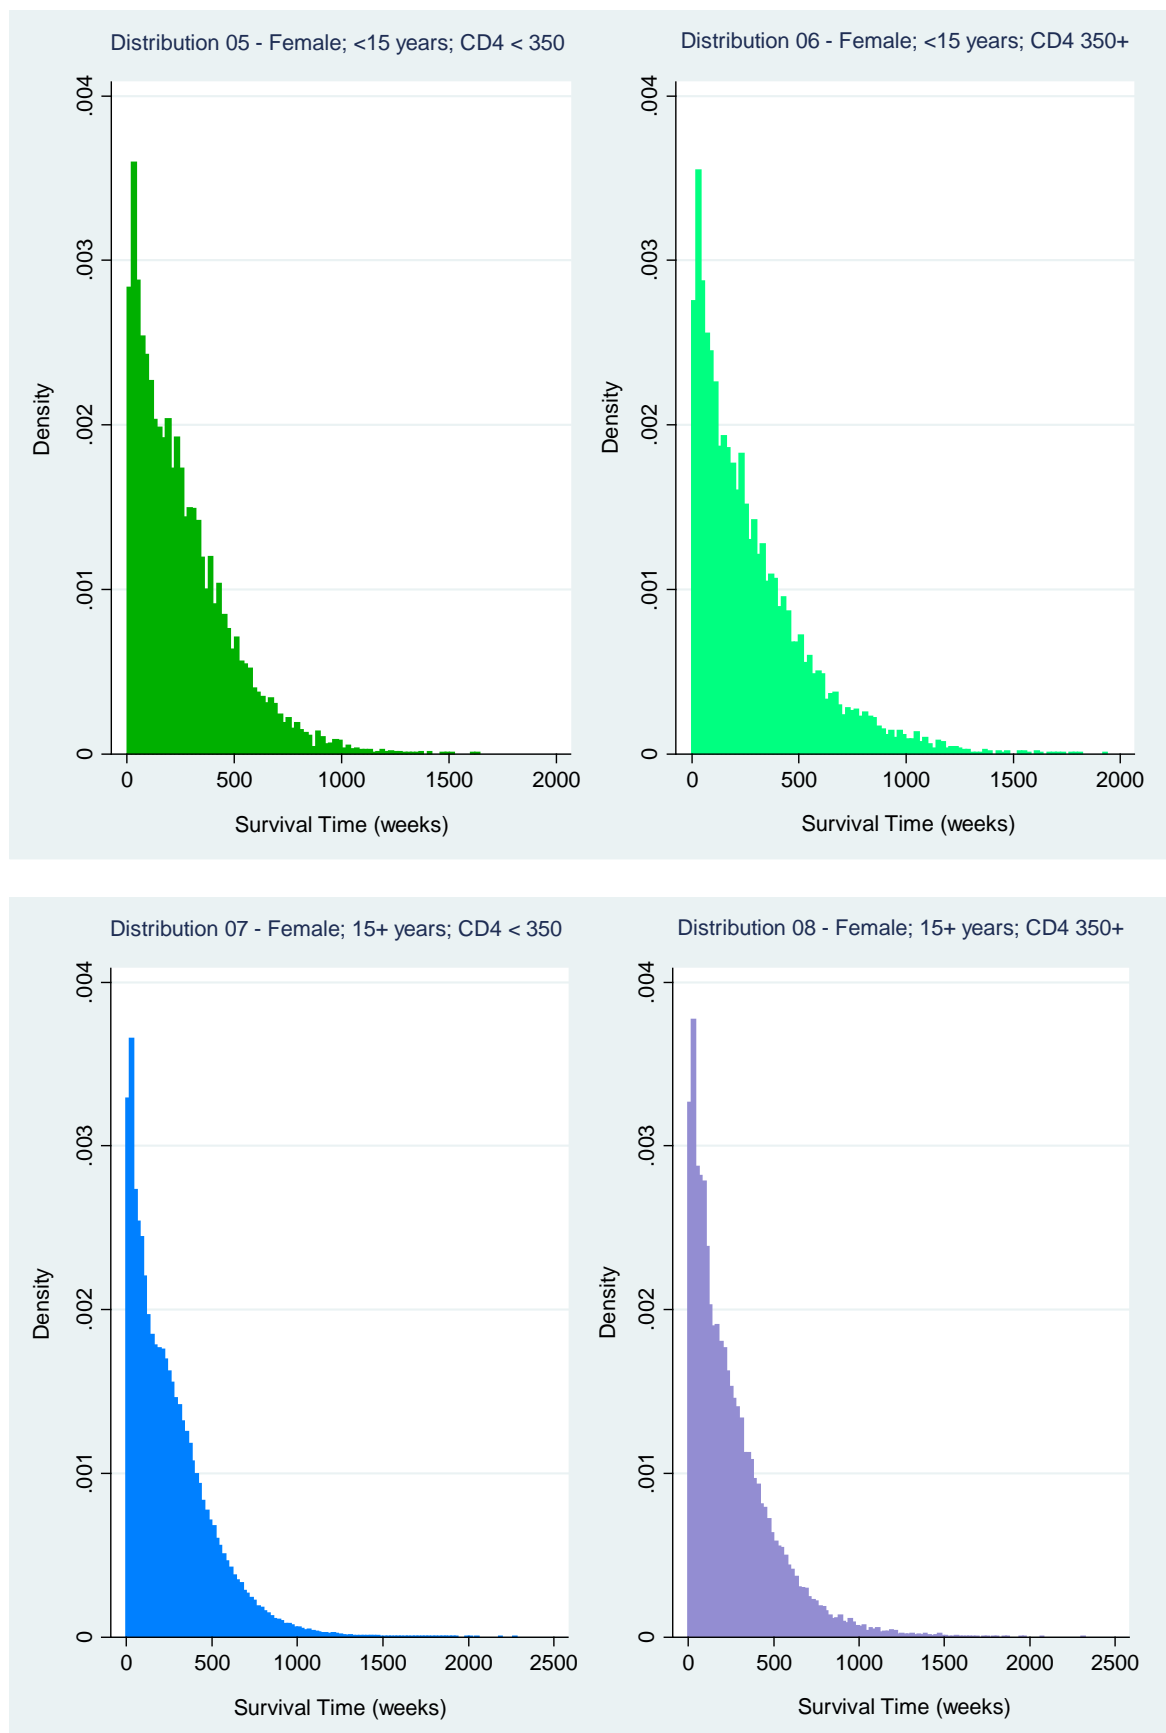 Distribution 05 - Female; <15 years; CD4 < 350
Density
.004
.003
.002
.001
0
0 500 1000 1500 2000
Survival Time (weeks)
Distribution 06 - Female; <15 years; CD4 350+
Density
.004
.003
.002
.001
0
0 500 1000 1500 2000
Survival Time (weeks)
Distribution 07 - Female; 15+ years; CD4 < 350
Density
.004
.003
.002
.001
0
0 500 1000 1500 2000 2500
Survival Time (weeks)
Distribution 08 - Female; 15+ years; CD4 350+
Density
.004
.003
.002
.001
0
0 500 1000 1500 2000 2500
Survival Time (weeks)